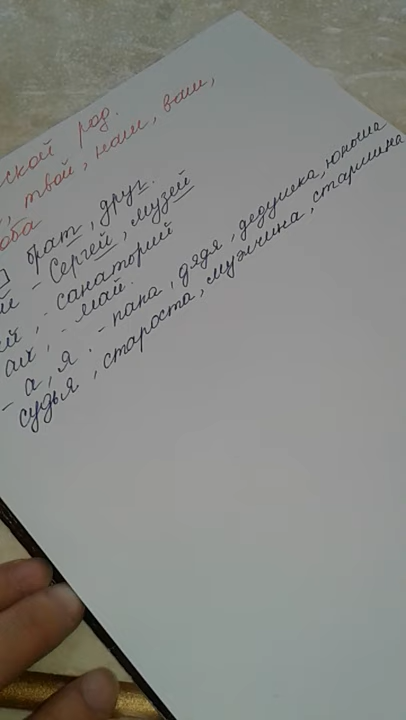 ской род.
, твой, наш, ваш,
оба
брат, друг.
- Сергей, музей
ий, - санаторий
ай, - май.
- а, я. - папа, дядя, дедушка, юноша
судья, староста, мужчина, старшина